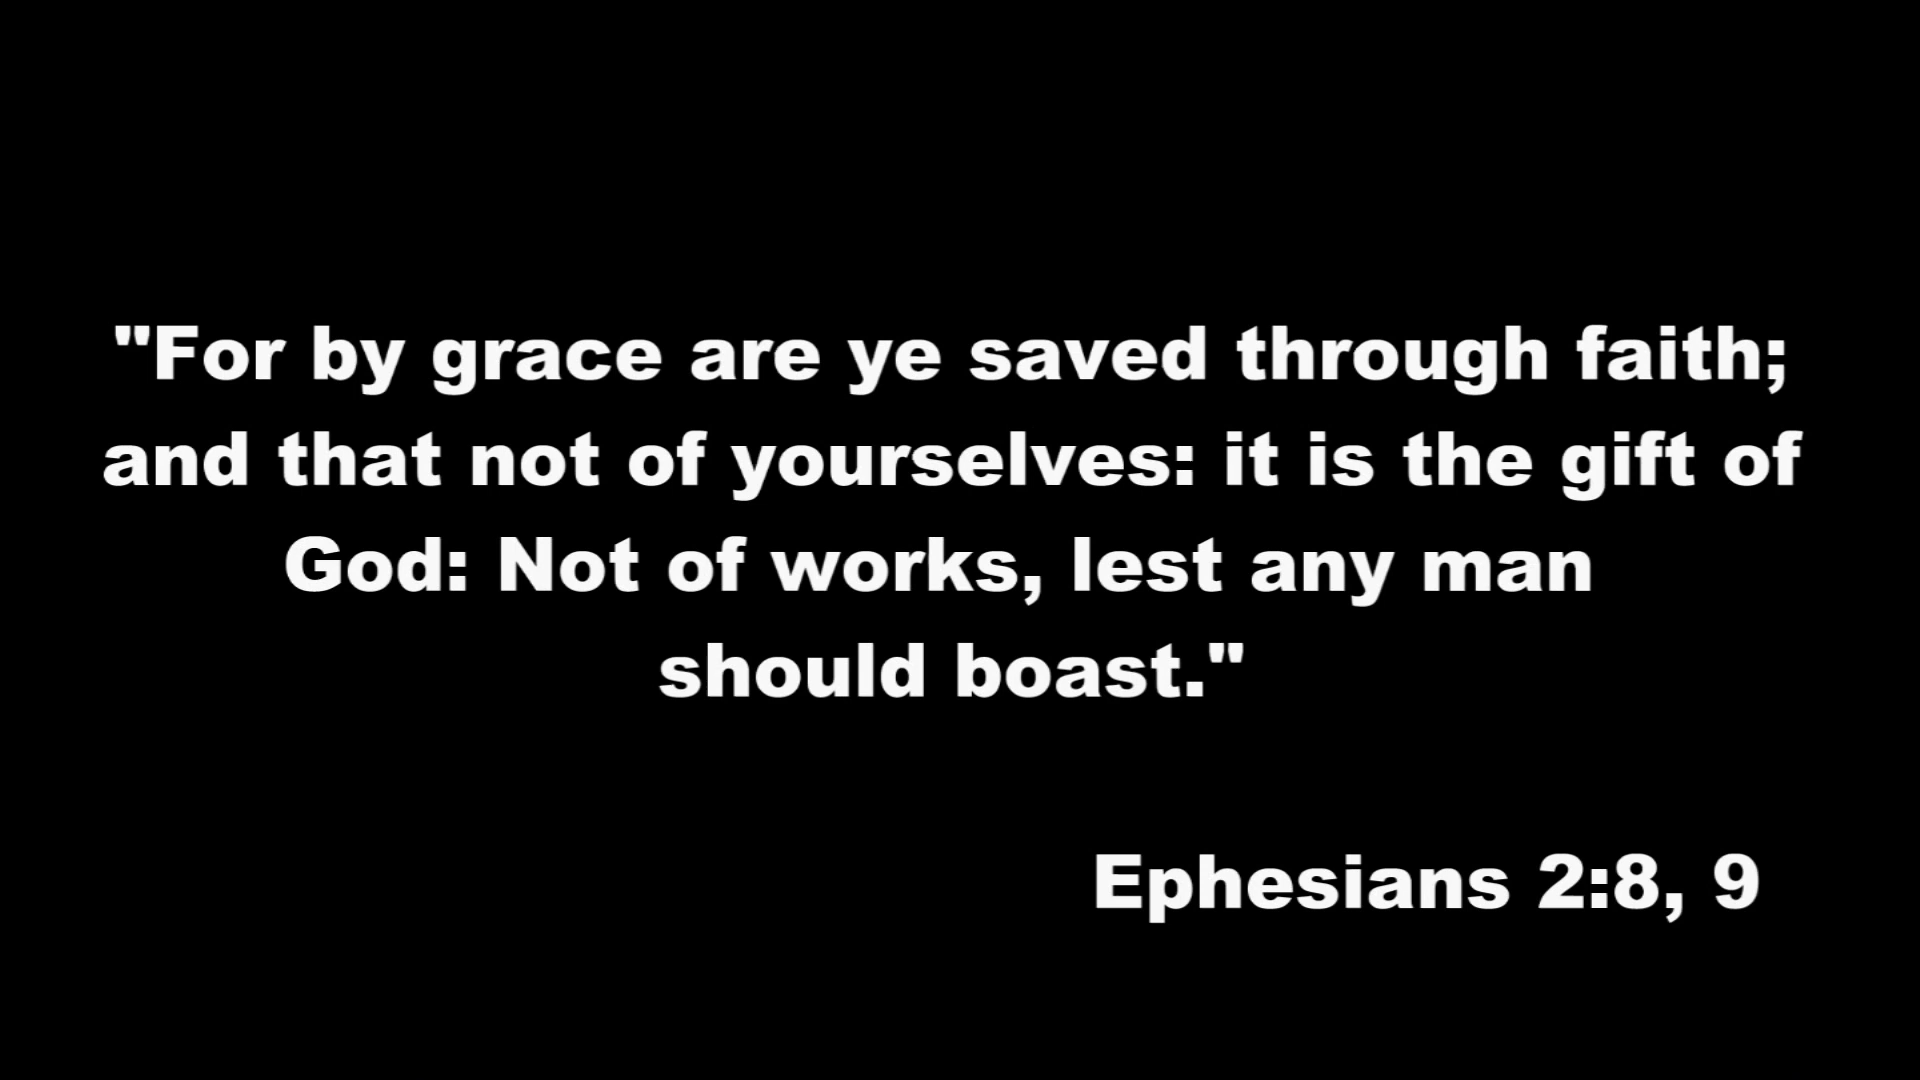 "For by grace are ye saved through faith;
and that not of yourselves: it is the gift of
God: Not of works, lest any man
should boast."
Ephesians 2:8, 9